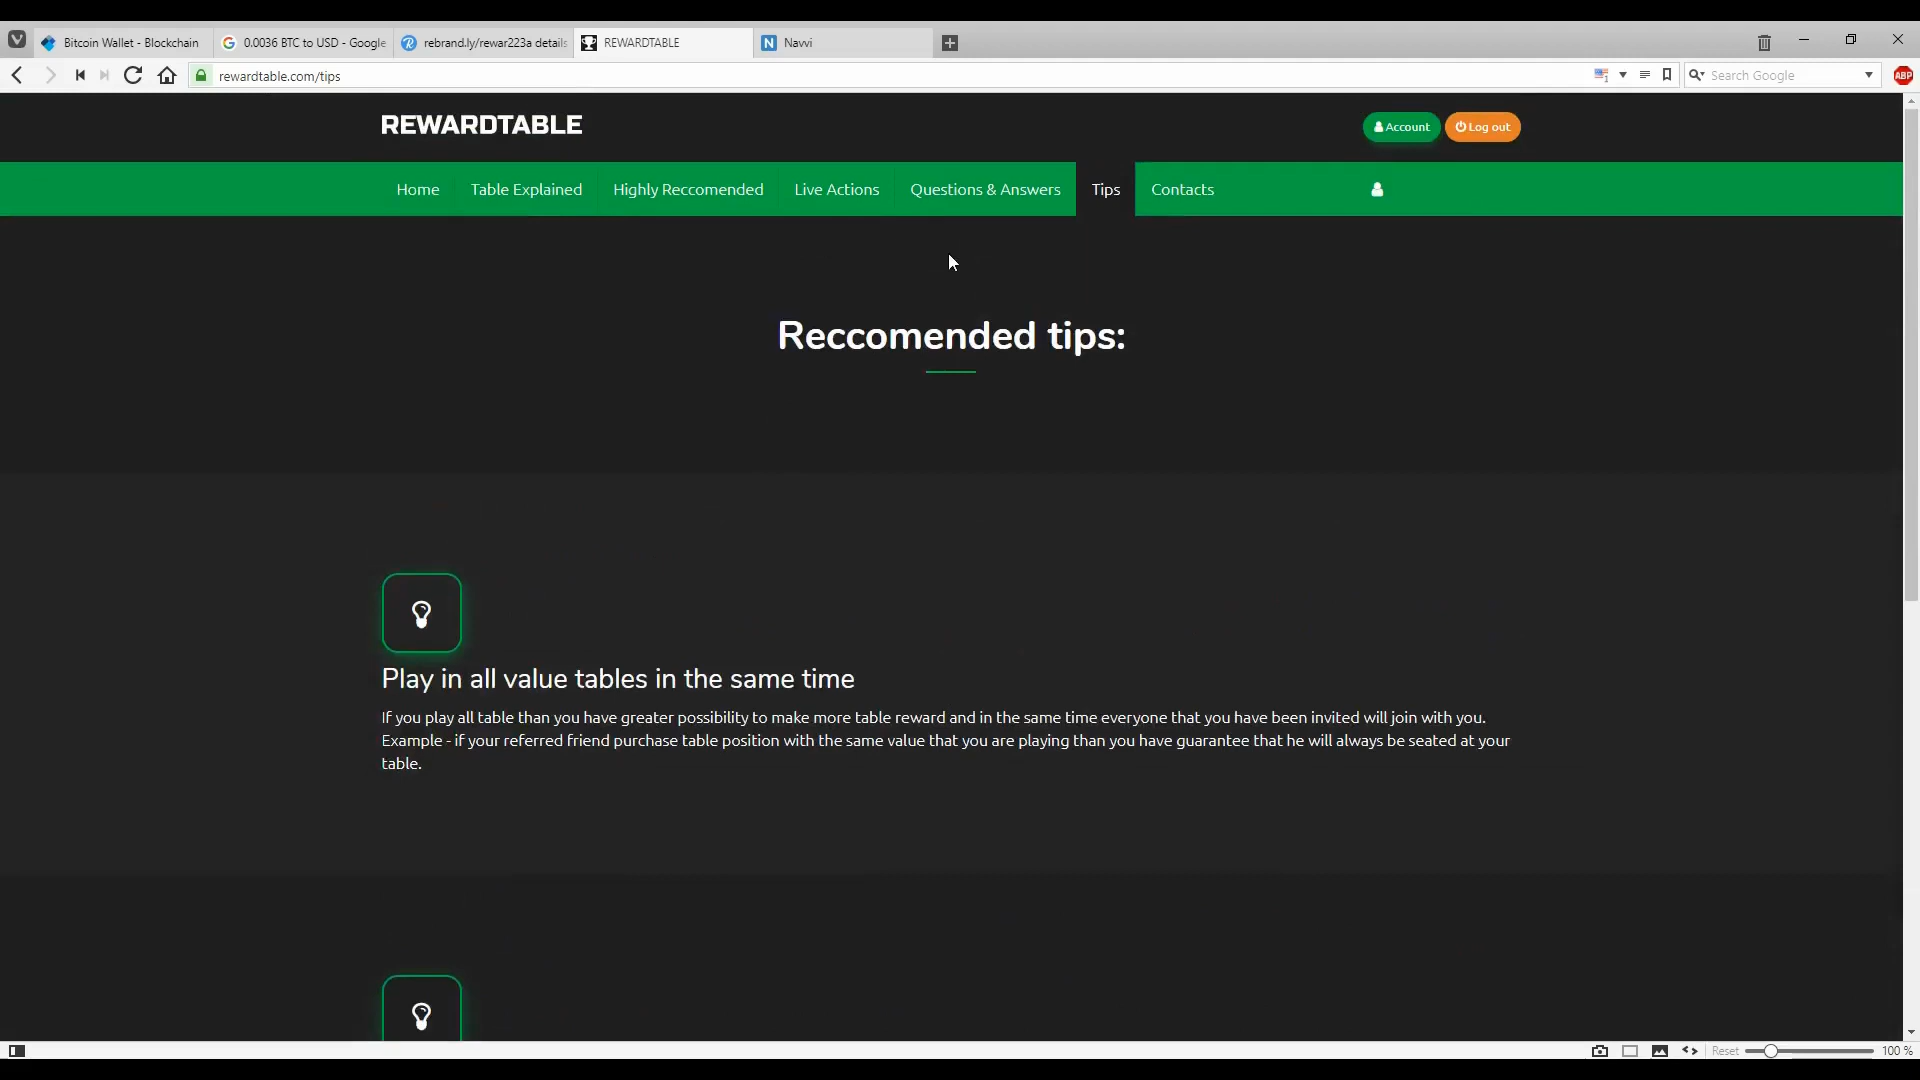 Bitcoin Wallet - Blockchain
0.0036 BTC to USD - Google
rebrand.ly/rewar223a details
REWARDTABLE
N Navvi
rewardtable.com/tips
Search Google
ABP
REWARDTABLE
Account
Log out
Home
Table Explained
Highly Reccomended
Live Actions
Questions & Answers
Tips
Contacts
Reccomended tips:
Play in all value tables in the same time
If you play all table than you have greater possibility to make more table reward and in the same time everyone that you have been invited will join with you.
Example - if your referred friend purchase table position with the same value that you are playing than you have guarantee that he will always be seated at your
table.
Reset
100 %